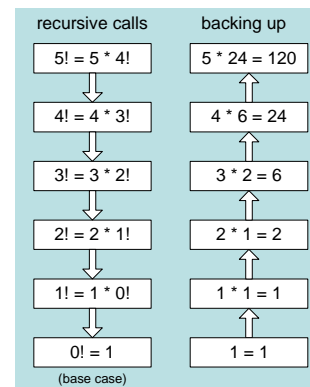 recursive calls
5! = 5 * 4!
4! = 4 * 3!
3! = 3 * 2!
2! = 2 * 1!
1! = 1 * 0!
0! = 1
(base case)
backing up
5 * 24 = 120
4 * 6 = 24
3 * 2 = 6
2 * 1 = 2
1 * 1 = 1
1 = 1